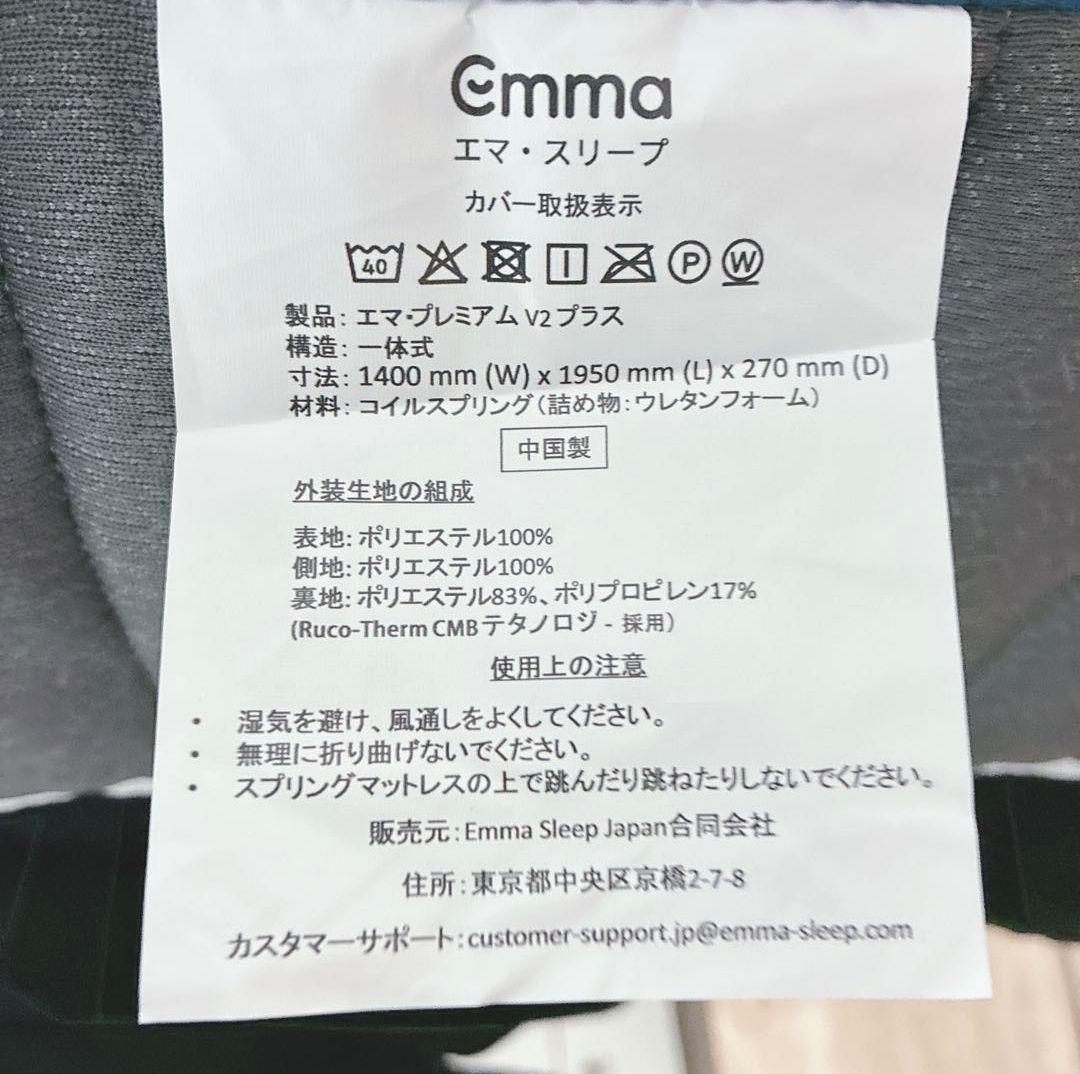 emma
エマ・スリープ
カバー取扱表示
40 P W
製品: エマ・プレミアム V2プラス
構造: 一体式
寸法: 1400 mm (W) x 1950 mm (L) x 270 mm (D)
材料: コイルスプリング（詰め物:ウレタンフォーム）
中国製
外装生地の組成
表地: ポリエステル100%
側地: ポリエステル100%
裏地: ポリエステル83%、ポリプロピレン17%
(Ruco-Therm CMBテタノロジ - 採用)
使用上の注意
• 湿気を避け、風通しをよくしてください。
• 無理に折り曲げないでください。
• スプリングマットレスの上で跳んだり跳ねたりしないでください。
販売元:Emma Sleep Japan合同会社
住所:東京都中央区京橋2-7-8
カスタマーサポート:customer-support.jp@emma-sleep.com